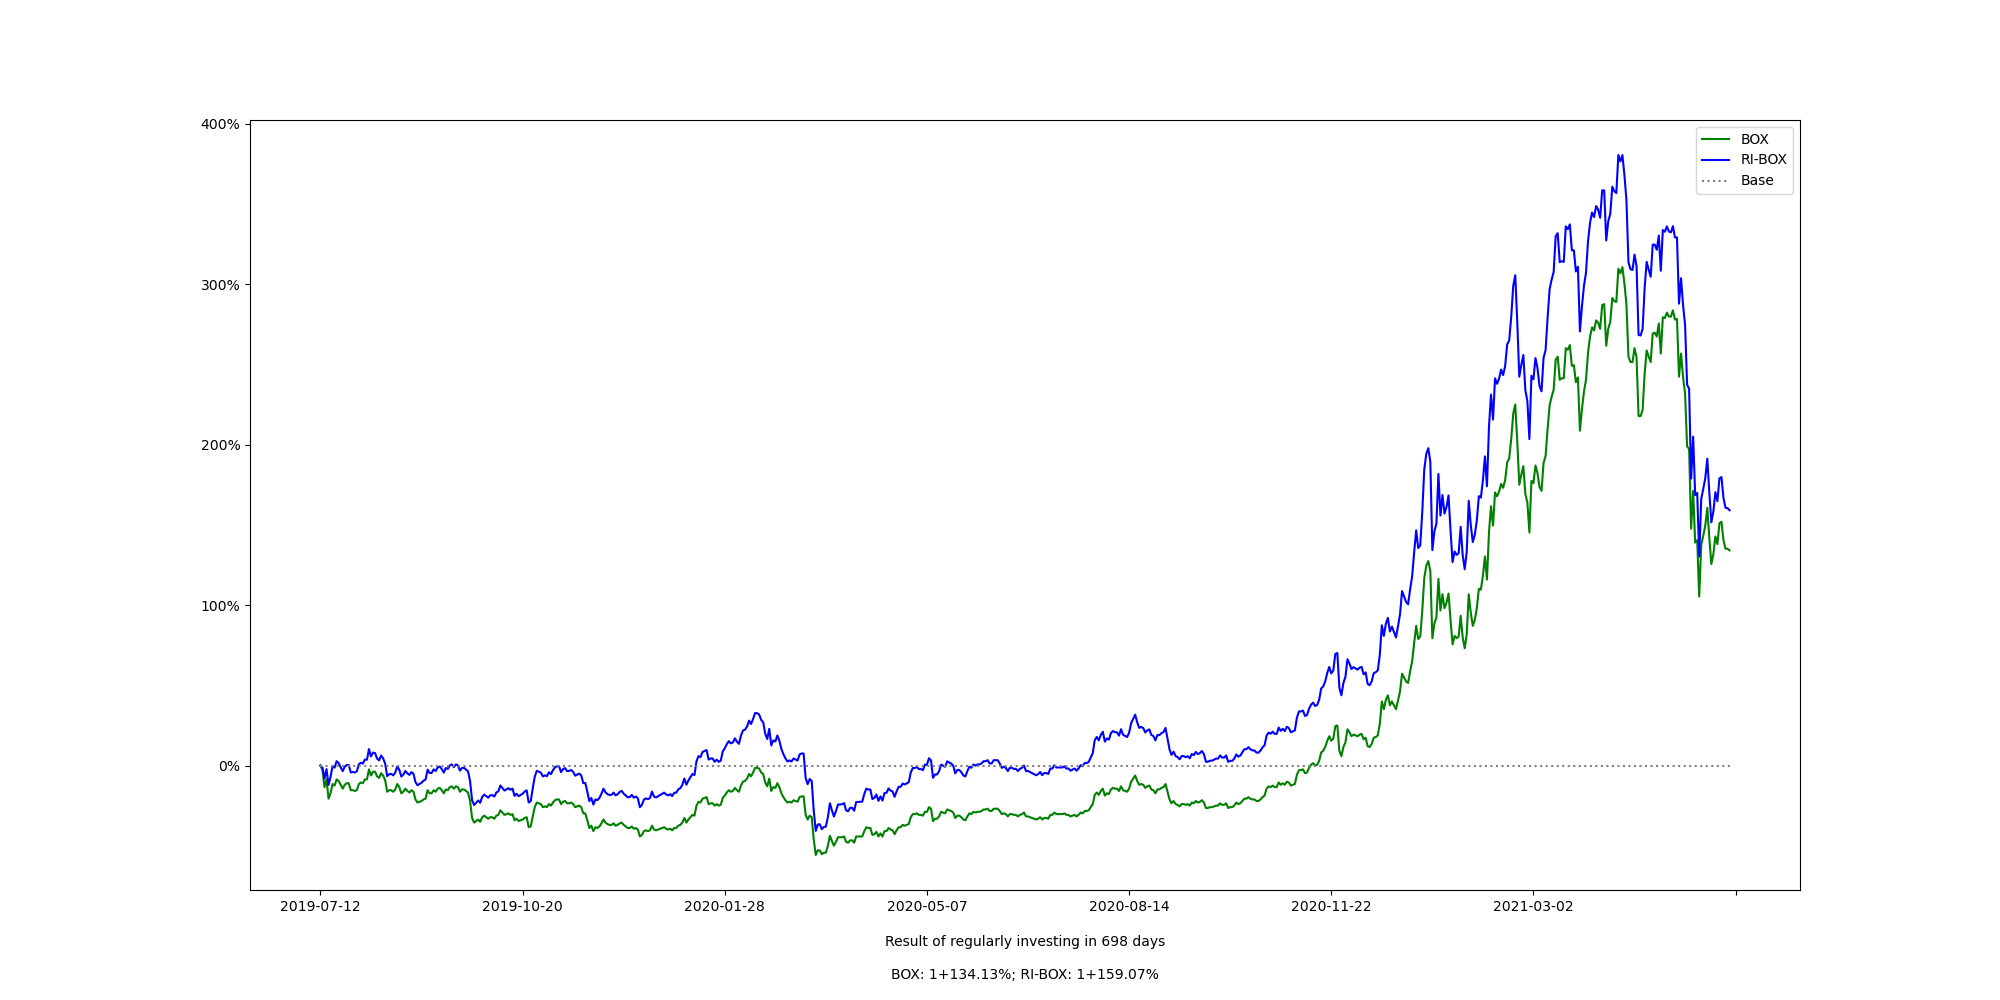 400%
300%
200%
100%
0%
BOX
RI-BOX
Base
2019-07-12 2019-10-20 2020-01-28 2020-05-07 2020-08-14 2020-11-22 2021-03-02
Result of regularly investing in 698 days
BOX: 1+134.13%; RI-BOX: 1+159.07%